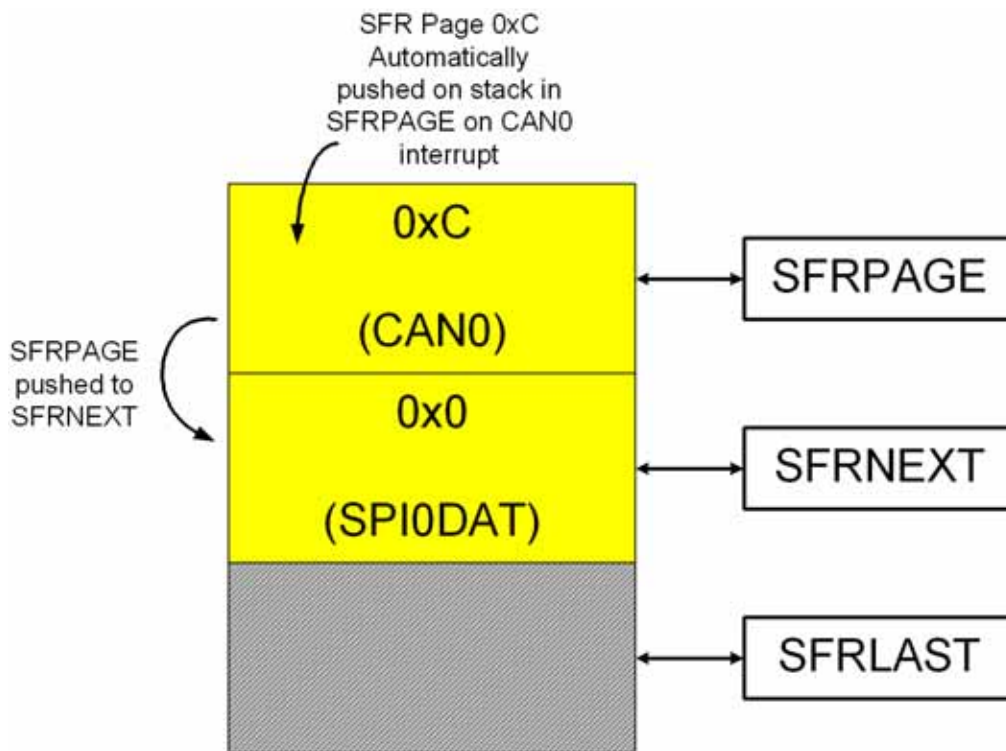 SFR Page 0xC
Automatically
pushed on stack in
SFRPAGE on CAN0
interrupt
0xC
(CAN0)
SFRPAGE
SFRPAGE
pushed to
SFRNEXT
0x0
(SPI0DAT)
SFRNEXT
SFRLAST